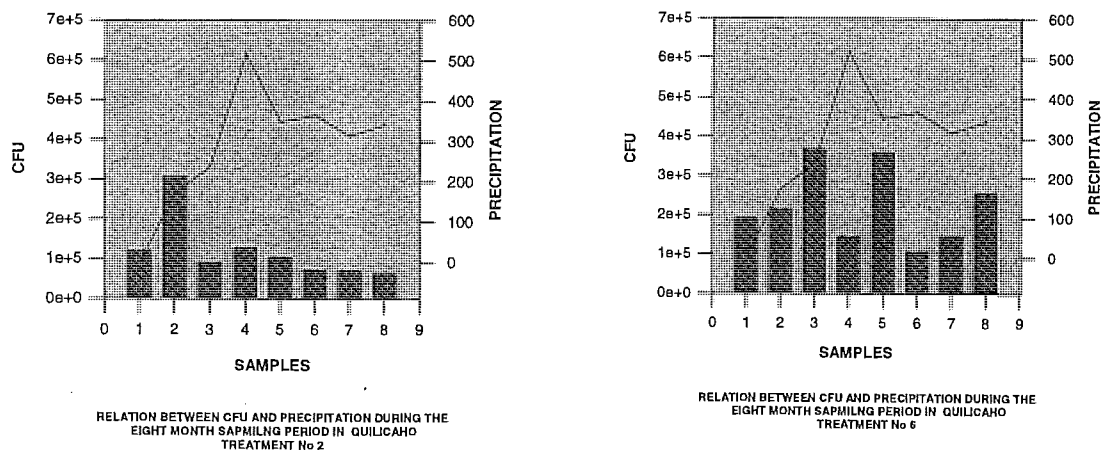 7e+5
6e+5
5e+5
4e+5
3e+5
2e+5
1e+5
0e+0
CFU
600
500
400
300
200
100
0
PRECIPITATION
0 1 2 3 4 5 6 7 8 9
SAMPLES
RELATION BETWEEN CFU AND PRECIPITATION DURING THE
EIGHT MONTH SAPMILNG PERIOD IN QUILICAHO
TREATMENT No 2
7e+5
6e+5
5e+5
4e+5
3e+5
2e+5
1e+5
0e+0
CFU
600
500
400
300
200
100
0
PRECIPITATION
0 1 2 3 4 5 6 7 8 9
SAMPLES
RELATION BETWEEN CFU AND PRECIPITATION DURING THE
EIGHT MONTH SAPMILNG PERIOD IN QUILICAHO
TREATMENT No 6